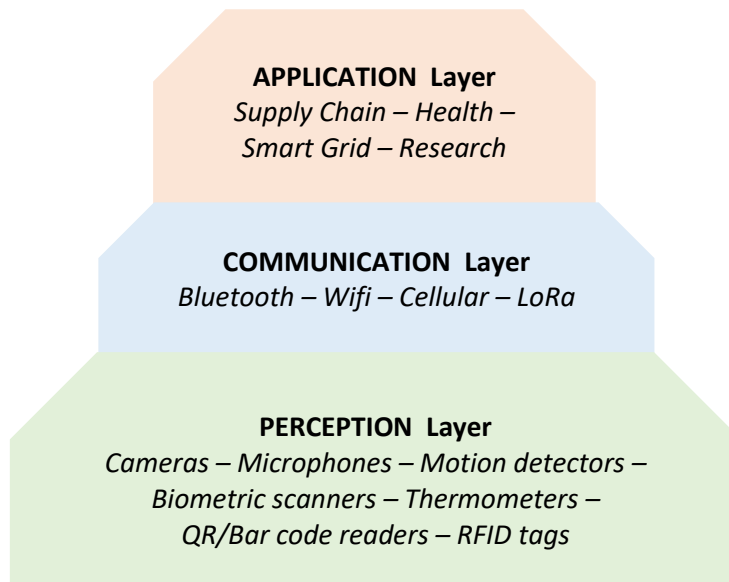 APPLICATION Layer
Supply Chain – Health –
Smart Grid – Research
COMMUNICATION Layer
Bluetooth – Wifi – Cellular – LoRa
PERCEPTION Layer
Cameras – Microphones – Motion detectors –
Biometric scanners – Thermometers –
QR/Bar code readers – RFID tags